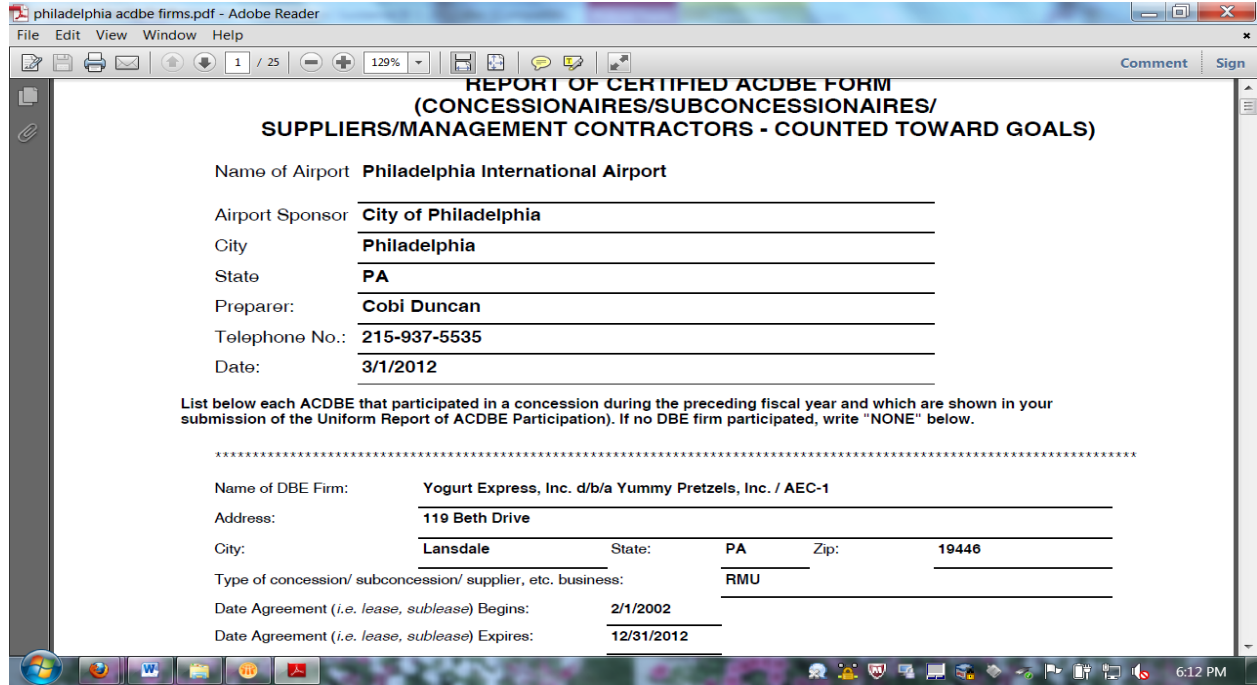 philadelphia acdbe firms.pdf - Adobe Reader
File Edit View Window Help
1 / 25 129% Comment Sign
REPORT OF CERTIFIED ACDBE FORM
(CONCESSIONAIRES/SUBCONCESSIONAIRES/
SUPPLIERS/MANAGEMENT CONTRACTORS - COUNTED TOWARD GOALS)
Name of Airport Philadelphia International Airport
Airport Sponsor City of Philadelphia
City Philadelphia
State PA
Preparer: Cobi Duncan
Telephone No.: 215-937-5535
Date: 3/1/2012
List below each ACDBE that participated in a concession during the preceding fiscal year and which are shown in your
submission of the Uniform Report of ACDBE Participation). If no DBE firm participated, write "NONE" below.
Name of DBE Firm: Yogurt Express, Inc. d/b/a Yummy Pretzels, Inc. / AEC-1
Address: 119 Beth Drive
City: Lansdale State: PA Zip: 19446
Type of concession/ subconcession/ supplier, etc. business: RMU
Date Agreement (i.e. lease, sublease) Begins: 2/1/2002
Date Agreement (i.e. lease, sublease) Expires: 12/31/2012
6:12 PM